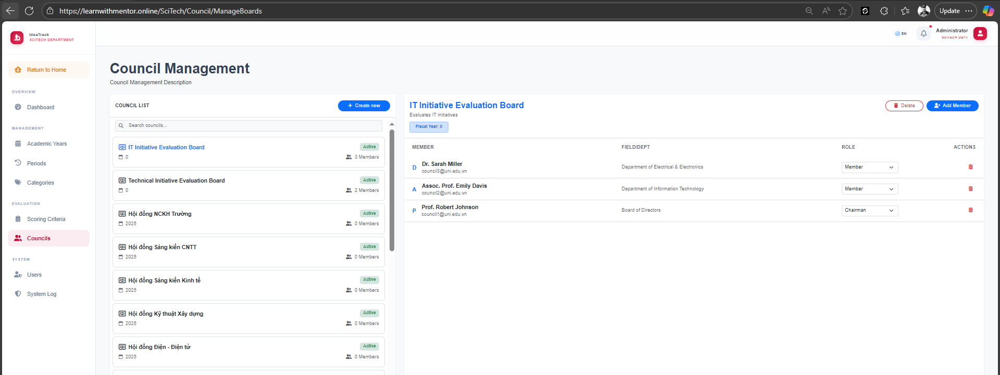 https://learnwithmentor.online/SciTech/Council/ManageBoards
Update
IdeaTrack
SCITECH DEPARTMENT
EN
Administrator
SCITECH DEPT
Return to Home
OVERVIEW
Dashboard
MANAGEMENT
Academic Years
Periods
Categories
EVALUATION
Scoring Criteria
Councils
SYSTEM
Users
System Log
Council Management
Council Management Description
COUNCIL LIST
Create new
Search councils...
IT Initiative Evaluation Board
Active
0
3 Members
Technical Initiative Evaluation Board
Active
0
2 Members
Hội đồng NCKH Trường
Active
2025
0 Members
Hội đồng Sáng kiến CNTT
Active
2025
0 Members
Hội đồng Sáng kiến Kinh tế
Active
2025
0 Members
Hội đồng Kỹ thuật Xây dựng
Active
2025
0 Members
Hội đồng Điện - Điện tử
Active
2025
0 Members
IT Initiative Evaluation Board
Evaluates IT initiatives
Fiscal Year: 0
Delete
Add Member
MEMBER FIELD/DEPT ROLE ACTIONS
D
Dr. Sarah Miller
council3@uni.edu.vn
Department of Electrical & Electronics
Member
A
Assoc. Prof. Emily Davis
council2@uni.edu.vn
Department of Information Technology
Member
P
Prof. Robert Johnson
council1@uni.edu.vn
Board of Directors
Chairman